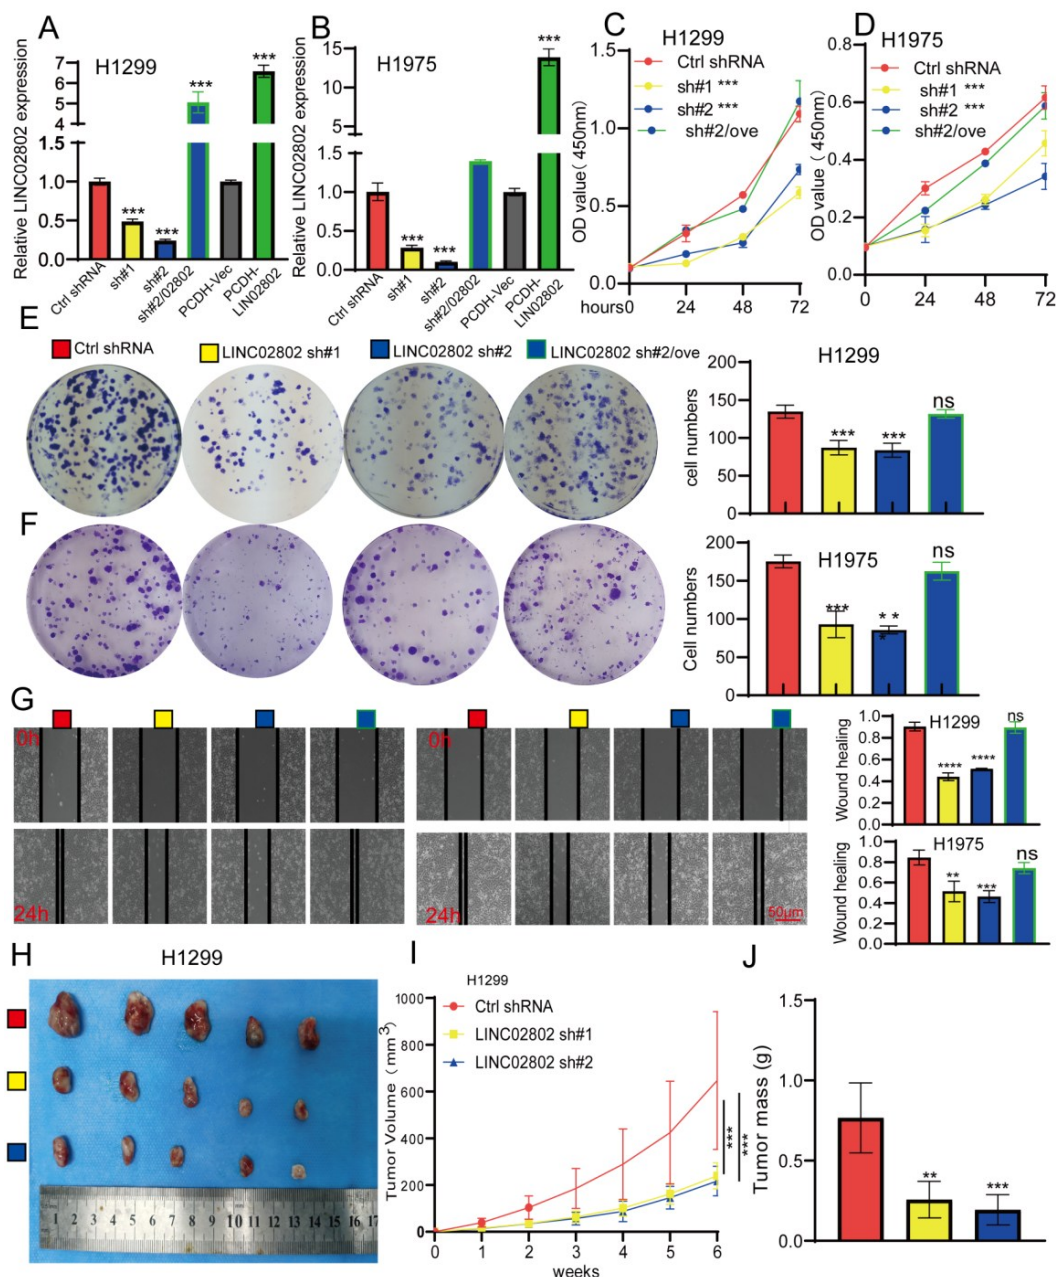 A
B
C
D
H1299
Relative LINC02802 expression
7
6
5
4
1.5
1.0
0.5
0.0
***
***
***
***
Ctrl shRNA
sh#1
sh#2
sh#2/02802
PCDH-Vec
PCDH-
LIN02802
H1975
Relative LINC02802 expression
15
10
5
1.5
1.0
0.5
0.0
***
***
***
Ctrl shRNA
sh#1
sh#2
sh#2/02802
PCDH-Vec
PCDH-
LIN02802
H1299
Ctrl shRNA
sh#1 ***
sh#2 ***
sh#2/ove
OD value ( 450nm)
1.5
1.0
0.5
0.0
hours0 24 48 72
H1975
Ctrl shRNA
sh#1 ***
sh#2 ***
sh#2/ove
OD value ( 450nm)
0.8
0.6
0.4
0.2
0.0
0 24 48 72
E
Ctrl shRNA
LINC02802 sh#1
LINC02802 sh#2
LINC02802 sh#2/ove
H1299
cell numbers
200
150
100
50
0
***
***
ns
F
H1975
Cell numbers
200
150
100
50
0
***
* *
*
ns
G
0h
24h
0h
24h
50μm
H1299
Wound healing
1.0
0.8
0.6
0.4
0.2
0.0
****
****
ns
H1975
Wound healing
1.0
0.8
0.6
0.4
0.2
0.0
**
***
ns
H
H1299
1 2 3 4 5 6 7 8 9 10 11 12 13 14 15 16 17
I
H1299
Ctrl shRNA
LINC02802 sh#1
LINC02802 sh#2
Tumor Volume ( mm3)
1000
800
600
400
200
0
0 1 2 3 4 5 6
weeks
***
***
J
Tumor mass (g)
1.5
1.0
0.5
0.0
**
***